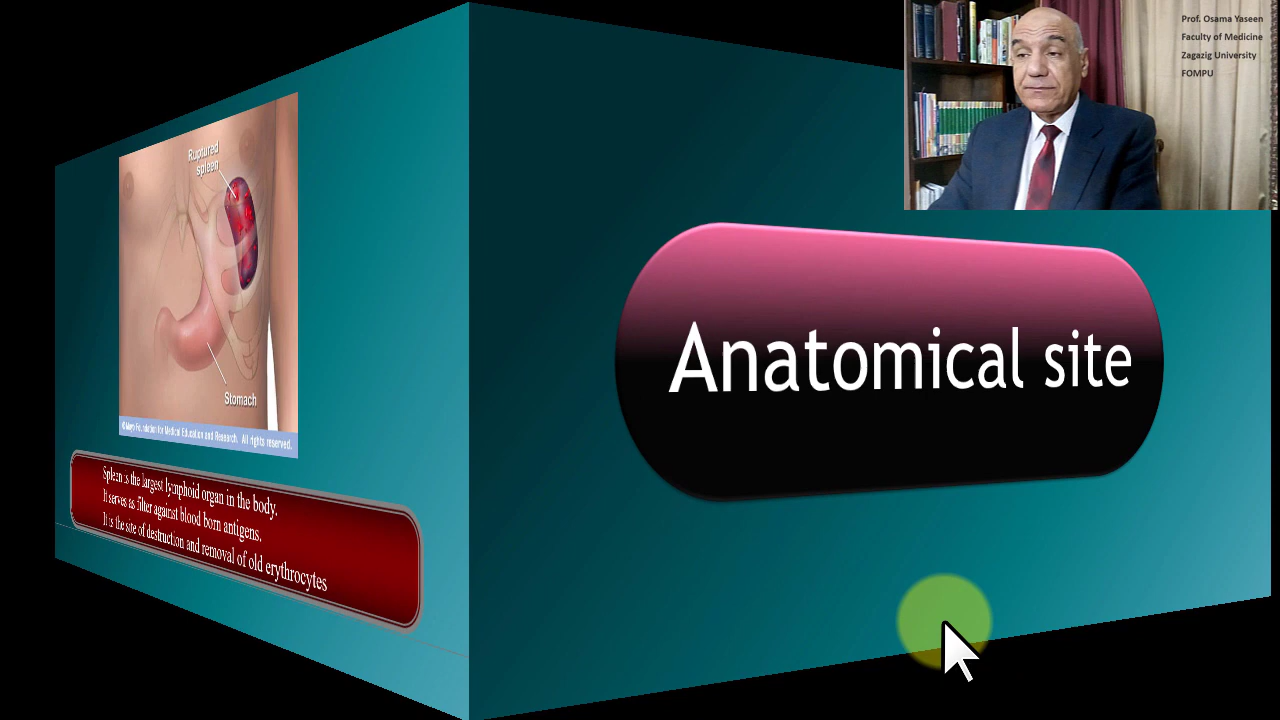 Ruptured
spleen
Stomach
©Mayo Foundation for Medical Education and Research. All rights reserved.
Spleen is the largest lymphoid organ in the body.
It serves as filter against blood born antigens.
It is the site of destruction and removal of old erythrocytes
Anatomical site
Prof. Osama Yaseen
Faculty of Medicine
Zagazig University
FOMPU